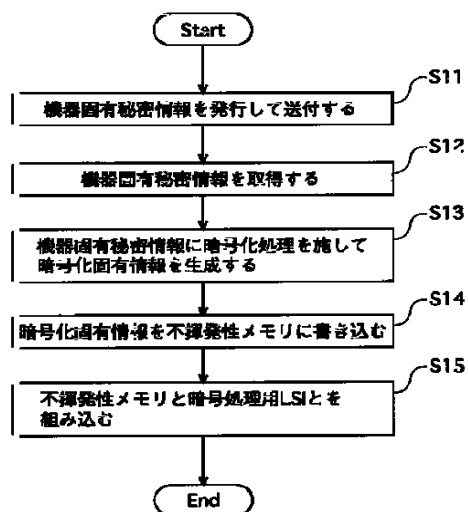 Start
S11
機器固有秘密情報を発行して送付する
S12
機器固有秘密情報を取得する
S13
機器固有秘密情報に暗号化処理を施して
暗号化固有情報を生成する
S14
暗号化固有情報を不揮発性メモリに書き込む
S15
不揮発性メモリと暗号処理用LSIとを
組み込む
End